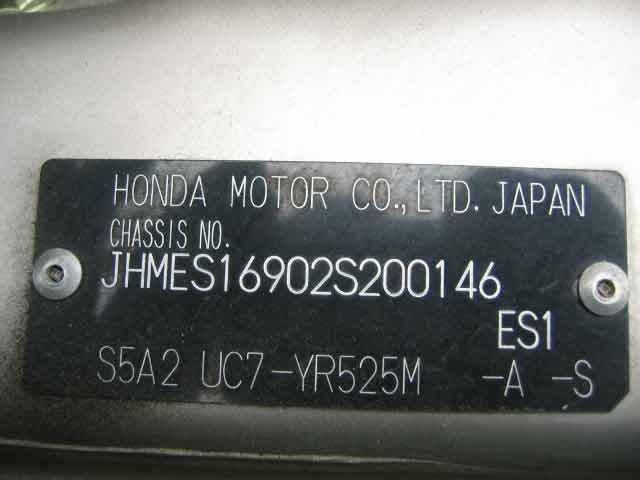 HONDA MOTOR CO.,LTD. JAPAN
CHASSIS NO.
JHMES16902S200146
ES1
S5A2 UC7-YR525M -A -S